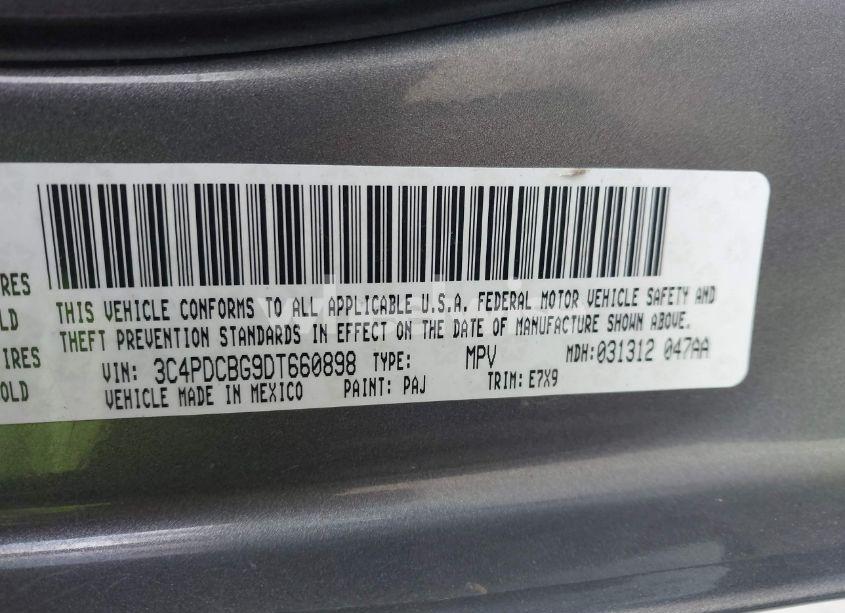 THIS VEHICLE CONFORMS TO ALL APPLICABLE U.S.A. FEDERAL MOTOR VEHICLE SAFETY AND
THEFT PREVENTION STANDARDS IN EFFECT ON THE DATE OF MANUFACTURE SHOWN ABOVE.
VIN: 3C4PDCBG9DT660898 TYPE: MPV MDH:031312 047AA
VEHICLE MADE IN MEXICO PAINT: PAJ TRIM: E7X9
RES
LD
IRES
OLD